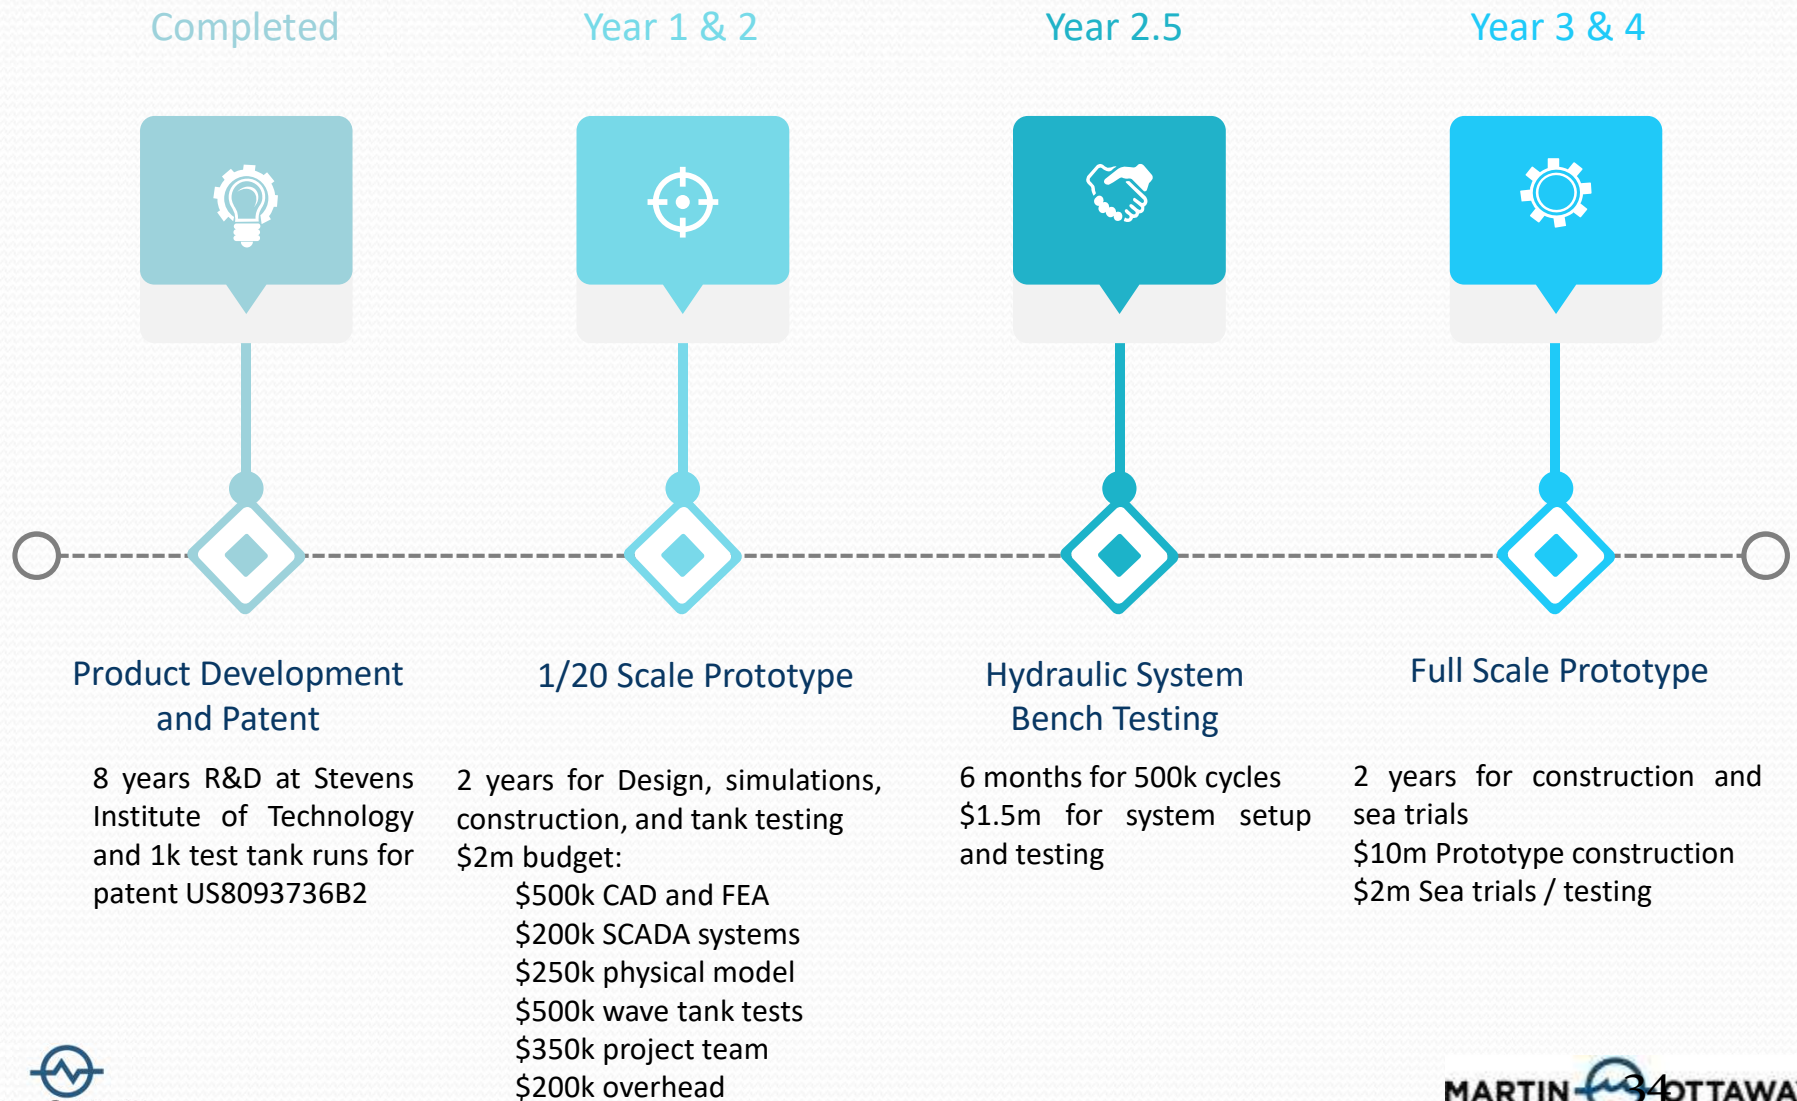 Completed
Year 1 & 2
Year 2.5
Year 3 & 4
Product Development
and Patent
8 years R&D at Stevens
Institute of Technology
and 1k test tank runs for
patent US8093736B2
1/20 Scale Prototype
2 years for Design, simulations,
construction, and tank testing
$2m budget:
$500k CAD and FEA
$200k SCADA systems
$250k physical model
$500k wave tank tests
$350k project team
$200k overhead
Hydraulic System
Bench Testing
6 months for 500k cycles
$1.5m for system setup
and testing
Full Scale Prototype
2 years for construction and
sea trials
$10m Prototype construction
$2m Sea trials / testing
MARTIN OTTAWA
34